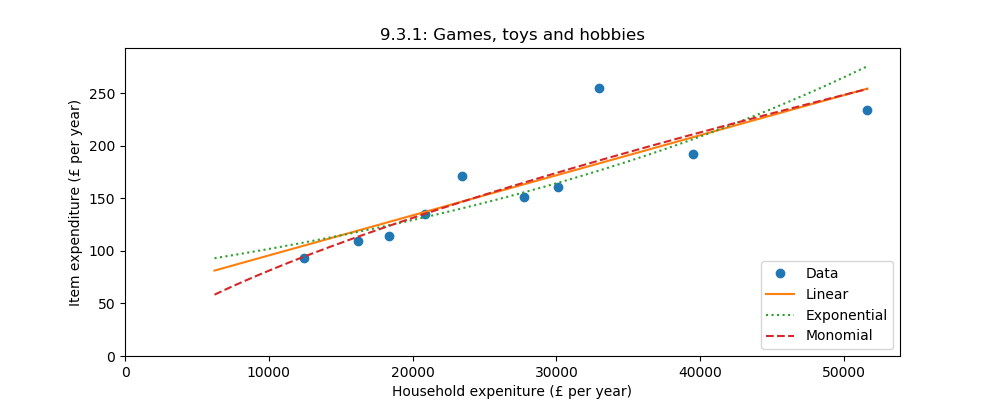 9.3.1: Games, toys and hobbies
Item expenditure (£ per year)
250
200
150
100
50
0
0 10000 20000 30000 40000 50000
Household expeniture (£ per year)
Data
Linear
Exponential
Monomial